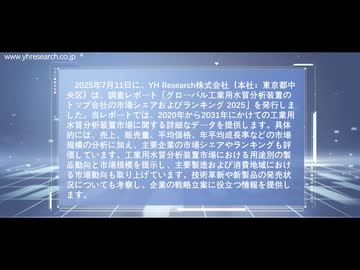 www.yhresearch.co.jp
2025年7月11日に、YH Research株式会社（本社：東京都中
央区）は、調査レポート「グローバル工業用水質分析装置の
トップ会社の市場シェアおよびランキング 2025」を発行しまし
た。当レポートでは、2020年から2031年にかけての工業用
水質分析装置市場に関する詳細なデータを提供します。具体
的には、売上、販売量、平均価格、年平均成長率などの市場
規模の分析に加え、主要企業の市場シェアやランキングも評
価しています。工業用水質分析装置市場における用途別の製
品動向と市場規模を提示し、主要製造および消費地域におけ
る市場動向も取り上げています。技術革新や新製品の発売状
況についても考察し、企業の戦略立案に役立つ情報を提供し
ます。